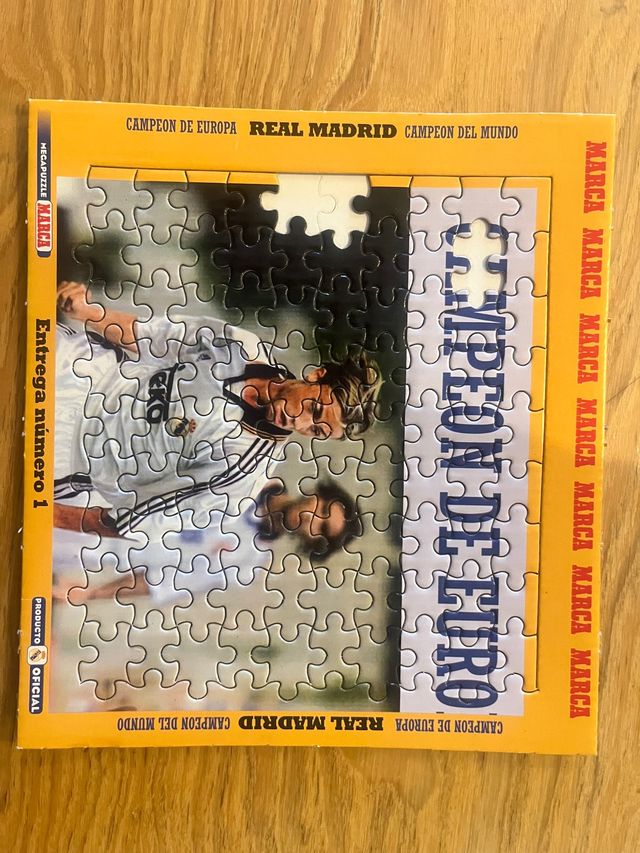 CAMPEON DE EUROPA REAL MADRID CAMPEON DEL MUNDO
MARCA MARCA MARCA MARCA MARCA MARCA MARCA
CAMPEON DE EURO
Teka
MEGAPUZZLE MARCA
Entrega número 1
PRODUCTO OFICIAL
CAMPEON DE EUROPA REAL MADRID CAMPEON DEL MUNDO